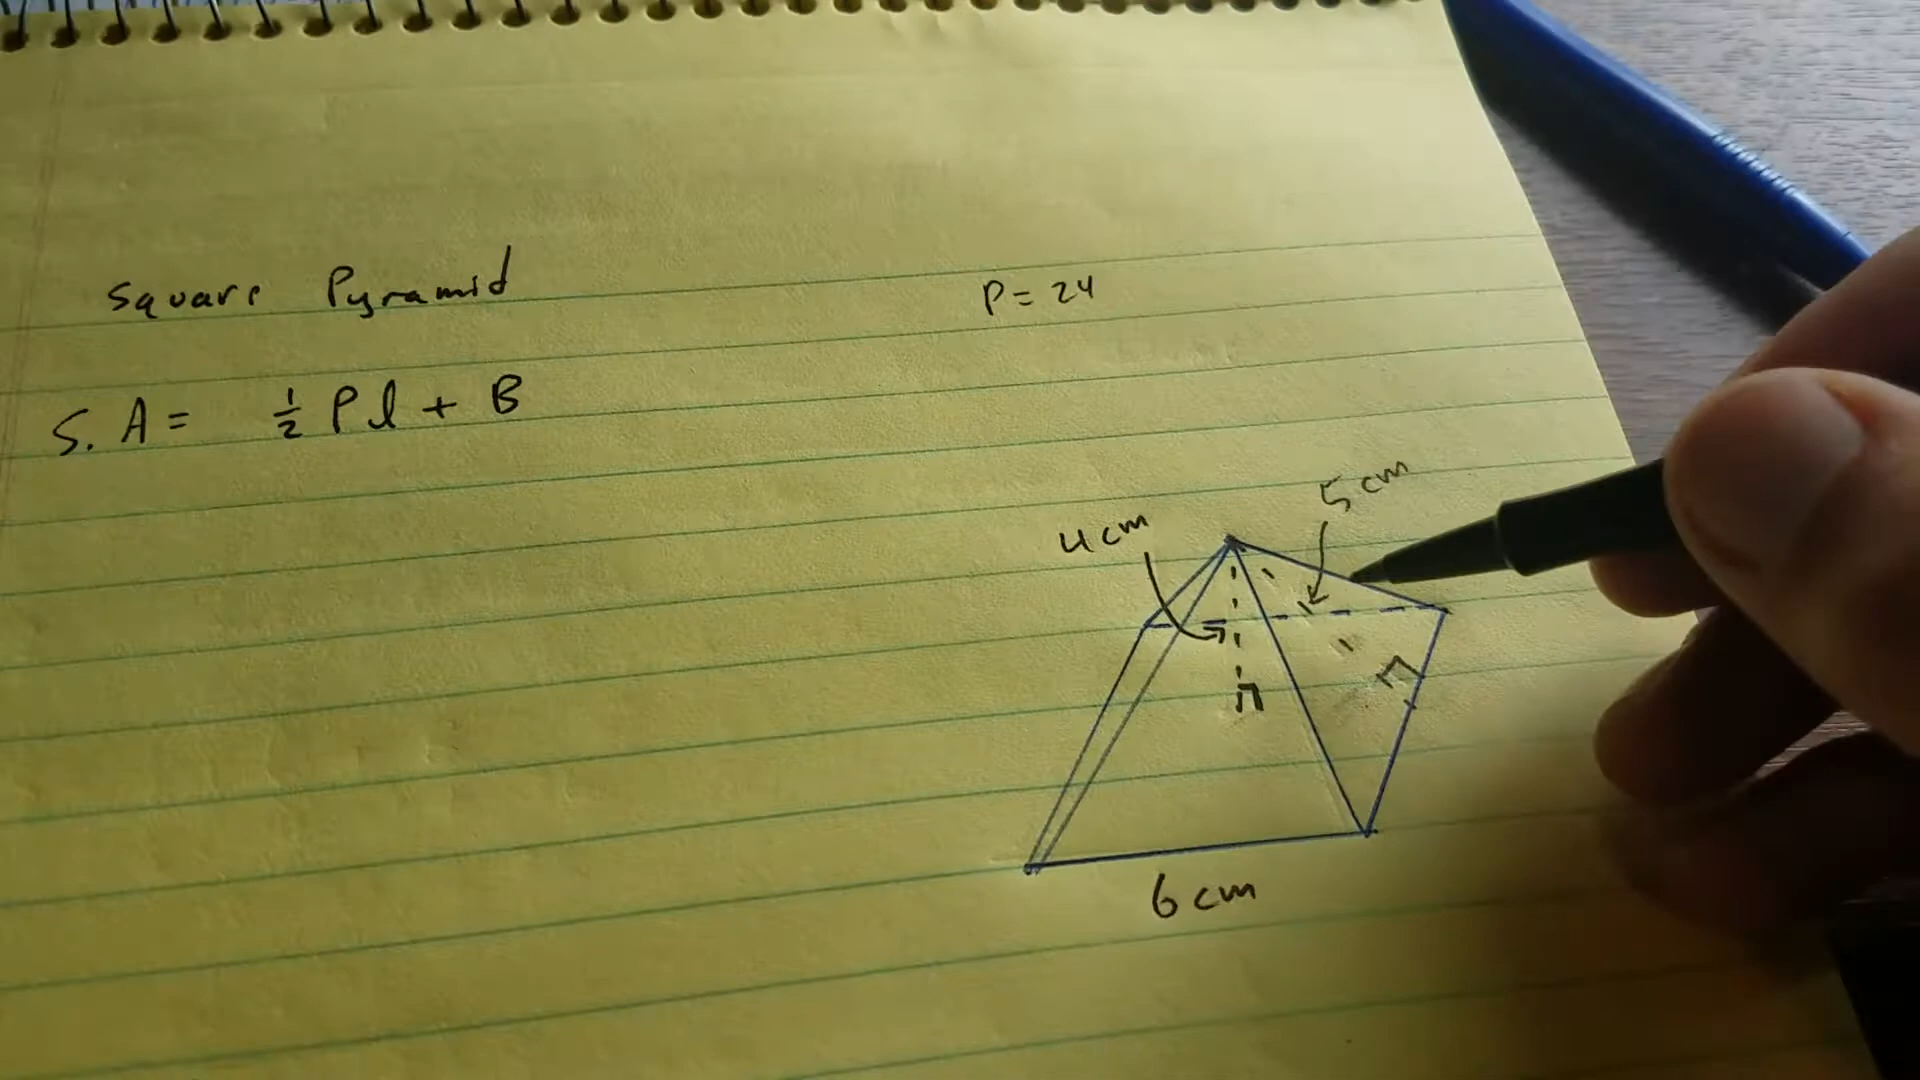 Square Pyramid
P = 24
S. A = ½ Pl + B
5 cm
4 cm
6 cm